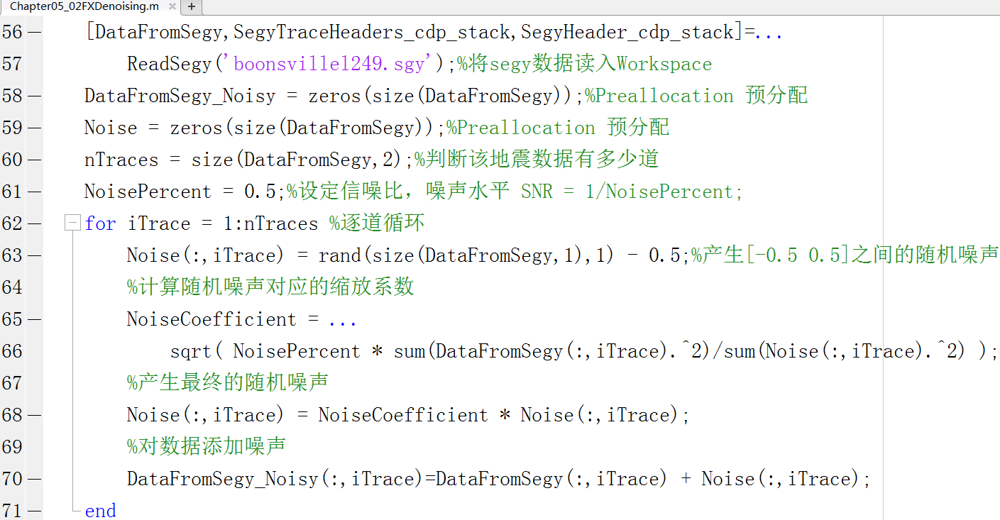 Chapter05_02FXDenoising.m × +
56 — [DataFromSegy,SegyTraceHeaders_cdp_stack,SegyHeader_cdp_stack]=...
57 ReadSegy('boonsville1249.sgy');%将segy数据读入Workspace
58 — DataFromSegy_Noisy = zeros(size(DataFromSegy));%Preallocation 预分配
59 — Noise = zeros(size(DataFromSegy));%Preallocation 预分配
60 — nTraces = size(DataFromSegy,2);%判断该地震数据有多少道
61 — NoisePercent = 0.5;%设定信噪比，噪声水平 SNR = 1/NoisePercent;
62 — for iTrace = 1:nTraces %逐道循环
63 — Noise(:,iTrace) = rand(size(DataFromSegy,1),1) - 0.5;%产生[-0.5 0.5]之间的随机噪声
64 %计算随机噪声对应的缩放系数
65 — NoiseCoefficient = ...
66 sqrt( NoisePercent * sum(DataFromSegy(:,iTrace).^2)/sum(Noise(:,iTrace).^2) );
67 %产生最终的随机噪声
68 — Noise(:,iTrace) = NoiseCoefficient * Noise(:,iTrace);
69 %对数据添加噪声
70 — DataFromSegy_Noisy(:,iTrace)=DataFromSegy(:,iTrace) + Noise(:,iTrace);
71 — end